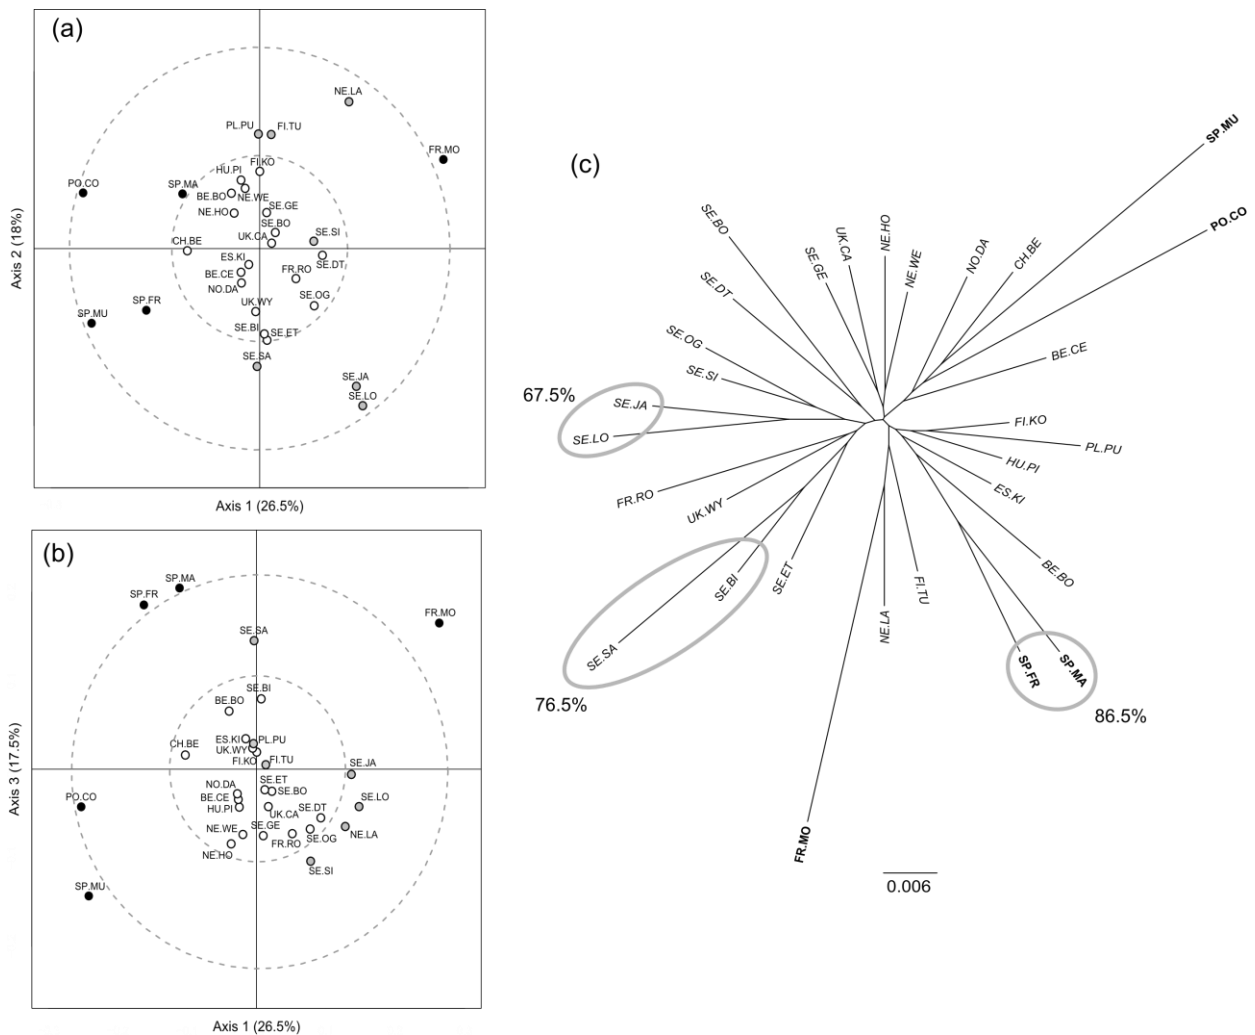 (a)
NE.LA
PL.PU
FI.TU
FR.MO
FI.KO
HU.PI
PO.CO
SP.MA
BE.BO
NE.WE
NE.HO
SE.GE
SE.BO
UK.CA
SE.SI
CH.BE
SE.DT
ES.KI
BE.CE
FR.RO
NO.DA
SE.OG
SP.FR
UK.WY
SP.MU
SE.BI
SE.ET
SE.SA
SE.JA
SE.LO
Axis 2 (18%)
Axis 1 (26.5%)
(b)
SP.MA
SP.FR
FR.MO
SE.SA
SE.BI
BE.BO
ES.KI
PL.PU
CH.BE
UK.WY
FI.KO
FI.TU
SE.JA
NO.DA
SE.ET
BE.CE
SE.BO
PO.CO
HU.PI
SE.LO
SE.DT
UK.CA
NE.WE
SE.GE
NE.LA
FR.RO
SE.OG
NE.HO
SE.SI
SP.MU
Axis 3 (17.5%)
Axis 1 (26.5%)
(c)
SP.MU
PO.CO
SE.BO
UK.CA
NE.HO
SE.GE
NE.WE
NO.DA
CH.BE
SE.DT
SE.OG
BE.CE
SE.SI
67.5%
SE.JA
SE.LO
FI.KO
PL.PU
HU.PI
ES.KI
FR.RO
UK.WY
BE.BO
SE.BI
SE.ET
FI.TU
NE.LA
SE.SA
76.5%
SP.FR
SP.MA
86.5%
FR.MO
0.006